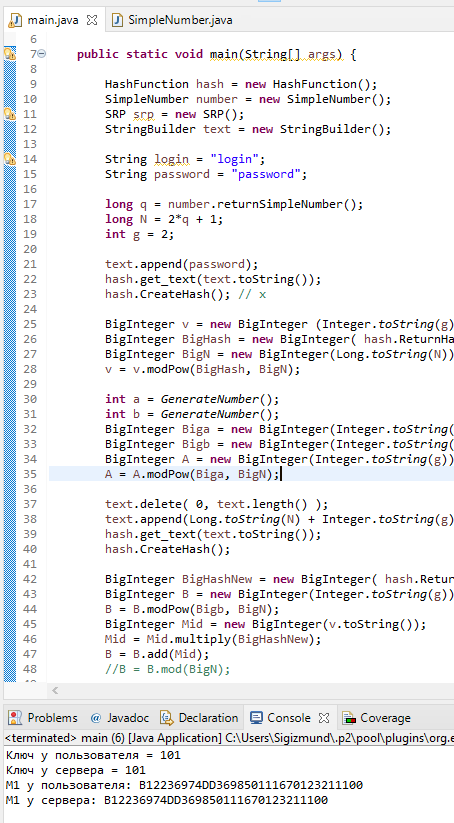 main.java
SimpleNumber.java
6
7 public static void main(String[] args) {
8
9 HashFunction hash = new HashFunction();
10 SimpleNumber number = new SimpleNumber();
11 SRP srp = new SRP();
12 StringBuilder text = new StringBuilder();
13
14 String login = "login";
15 String password = "password";
16
17 long q = number.returnSimpleNumber();
18 long N = 2*q + 1;
19 int g = 2;
20
21 text.append(password);
22 hash.get_text(text.toString());
23 hash.CreateHash(); // x
24
25 BigInteger v = new BigInteger (Integer.toString(g)
26 BigInteger BigHash = new BigInteger( hash.ReturnHa
27 BigInteger BigN = new BigInteger(Long.toString(N))
28 v = v.modPow(BigHash, BigN);
29
30 int a = GenerateNumber();
31 int b = GenerateNumber();
32 BigInteger Biga = new BigInteger(Integer.toString(
33 BigInteger Bigb = new BigInteger(Integer.toString(
34 BigInteger A = new BigInteger(Integer.toString(g))
35 A = A.modPow(Biga, BigN);
36
37 text.delete( 0, text.length() );
38 text.append(Long.toString(N) + Integer.toString(g)
39 hash.get_text(text.toString());
40 hash.CreateHash();
41
42 BigInteger BigHashNew = new BigInteger( hash.Retur
43 BigInteger B = new BigInteger(Integer.toString(g))
44 B = B.modPow(Bigb, BigN);
45 BigInteger Mid = new BigInteger(v.toString());
46 Mid = Mid.multiply(BigHashNew);
47 B = B.add(Mid);
48 //B = B.mod(BigN);
Problems @ Javadoc Declaration Console Coverage
<terminated> main (6) [Java Application] C:\Users\Sigizmund\.p2\pool\plugins\org.e
Ключ у пользователя = 101
Ключ у сервера = 101
M1 у пользователя: B12236974DD369850111670123211100
M1 у сервера: B12236974DD369850111670123211100